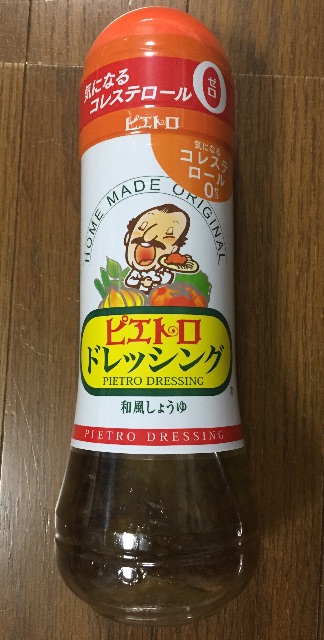 気になる
コレステロール
0
ゼロ
ピエトロ
気になる
コレステ
ロール
0
HOME MADE ORIGINAL
ピエトロ
ドレッシング
PIETRO DRESSING
和風しょうゆ
PIETRO DRESSING